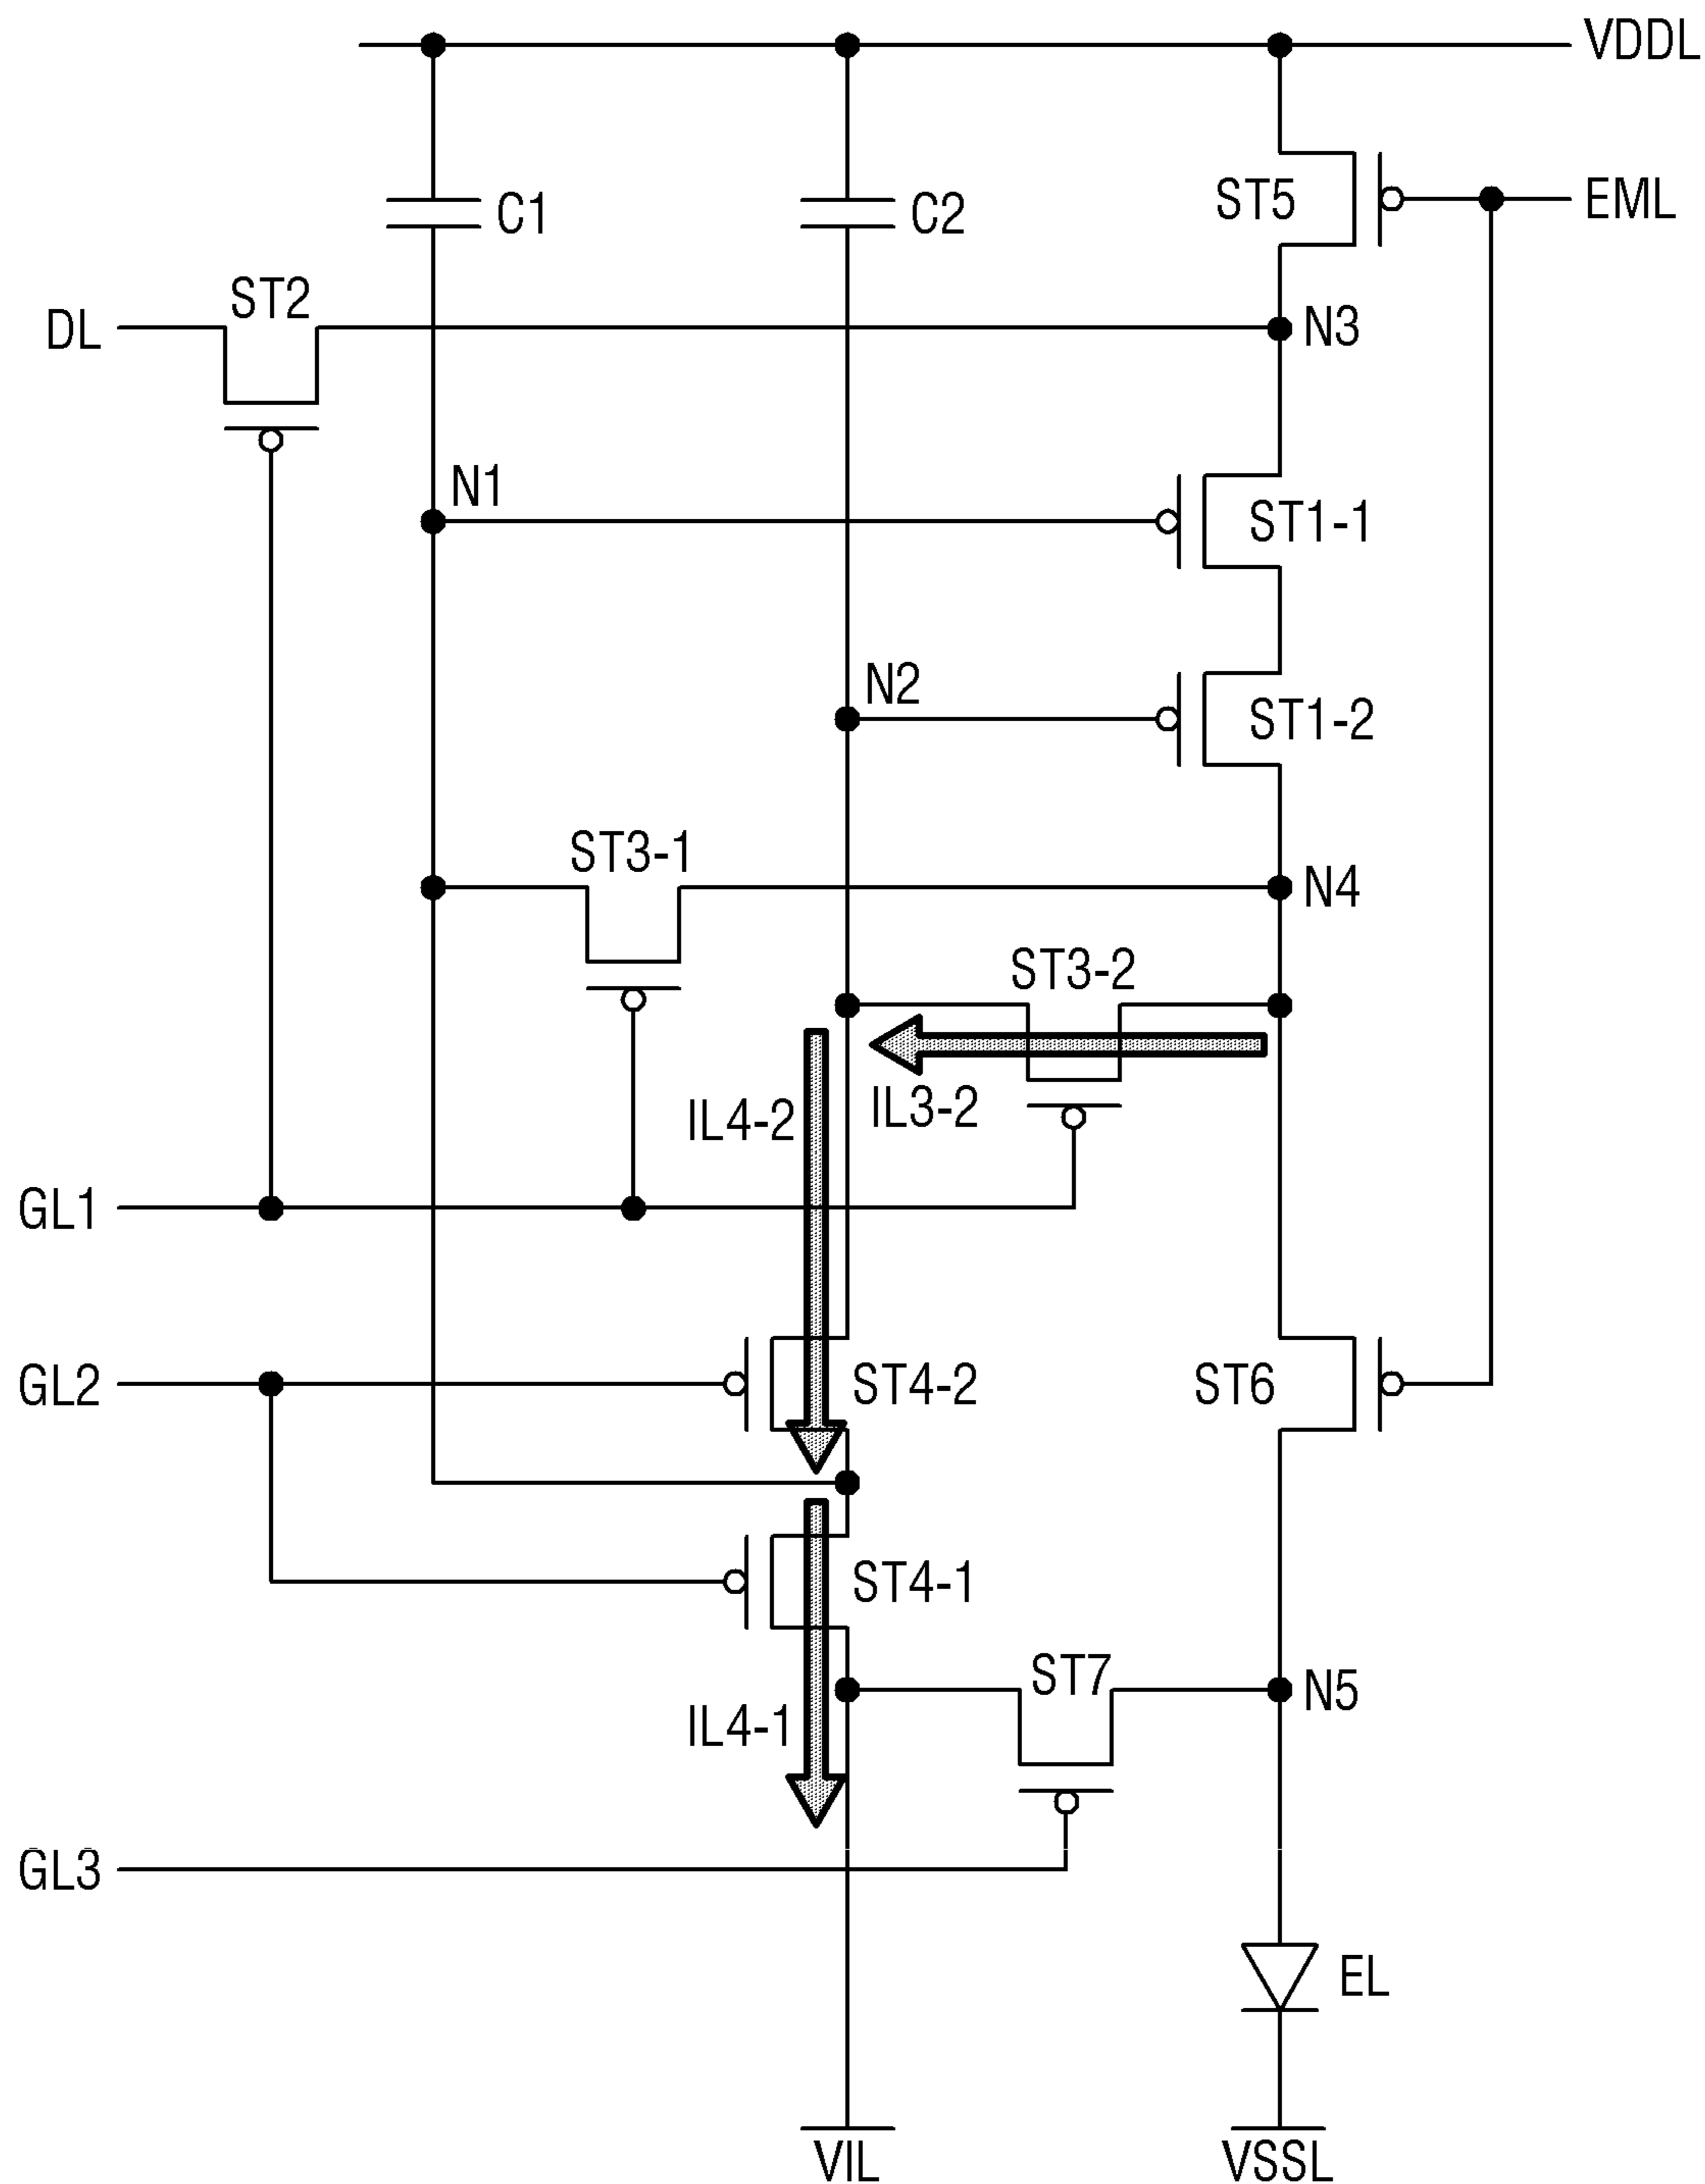 VDDL
C1
C2
ST5
EML
ST2
DL
N3
N1
ST1-1
N2
ST1-2
ST3-1
N4
ST3-2
IL4-2
IL3-2
GL1
GL2
ST4-2
ST6
ST4-1
ST7
N5
IL4-1
GL3
EL
VIL
VSSL